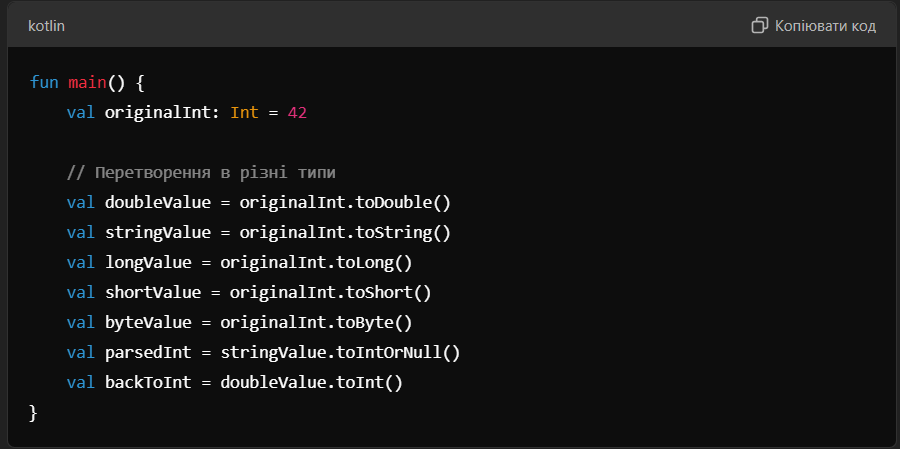 kotlin
Копіювати код
fun main() {
    val originalInt: Int = 42

    // Перетворення в різні типи
    val doubleValue = originalInt.toDouble()
    val stringValue = originalInt.toString()
    val longValue = originalInt.toLong()
    val shortValue = originalInt.toShort()
    val byteValue = originalInt.toByte()
    val parsedInt = stringValue.toIntOrNull()
    val backToInt = doubleValue.toInt()
}